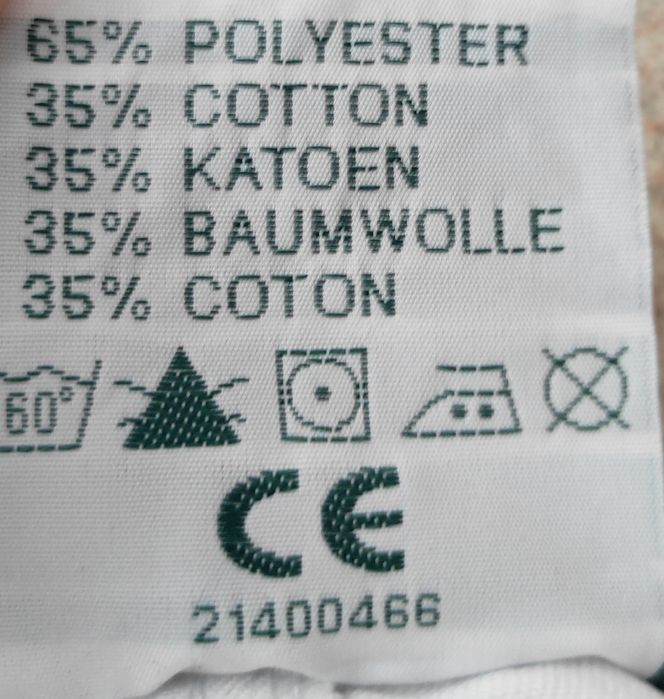 65% POLYESTER
35% COTTON
35% KATOEN
35% BAUMWOLLE
35% COTON
60°
CE
21400466